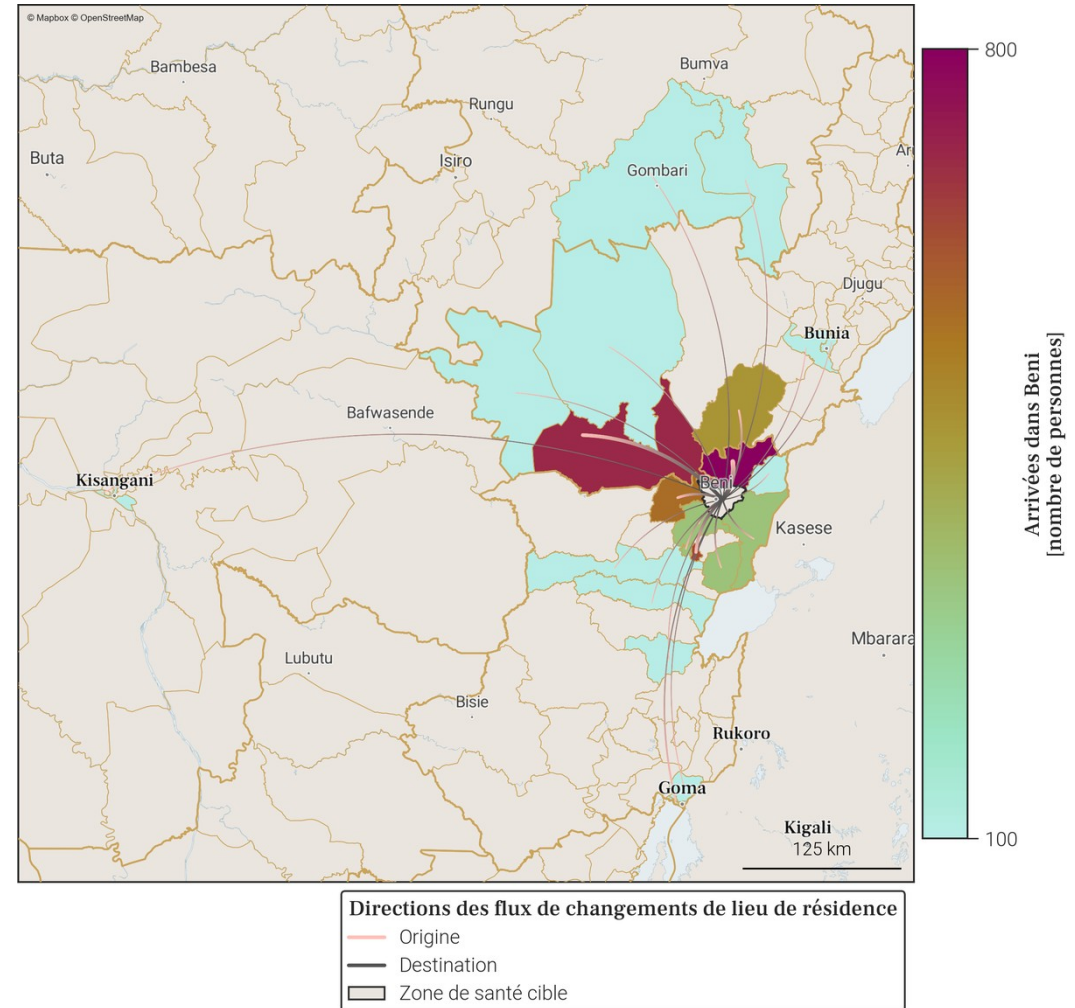 © Mapbox © OpenStreetMap
Bambesa
Bumva
Rungu
Buta
Isiro
Gombari
Ar
Djugu
Bunia
Bafwasende
Kisangani
Beni
Kasese
Mbarara
Lubutu
Bisie
Rukoro
Goma
Kigali
125 km
800
100
Arrivées dans Beni
[nombre de personnes]
Directions des flux de changements de lieu de résidence
Origine
Destination
Zone de santé cible